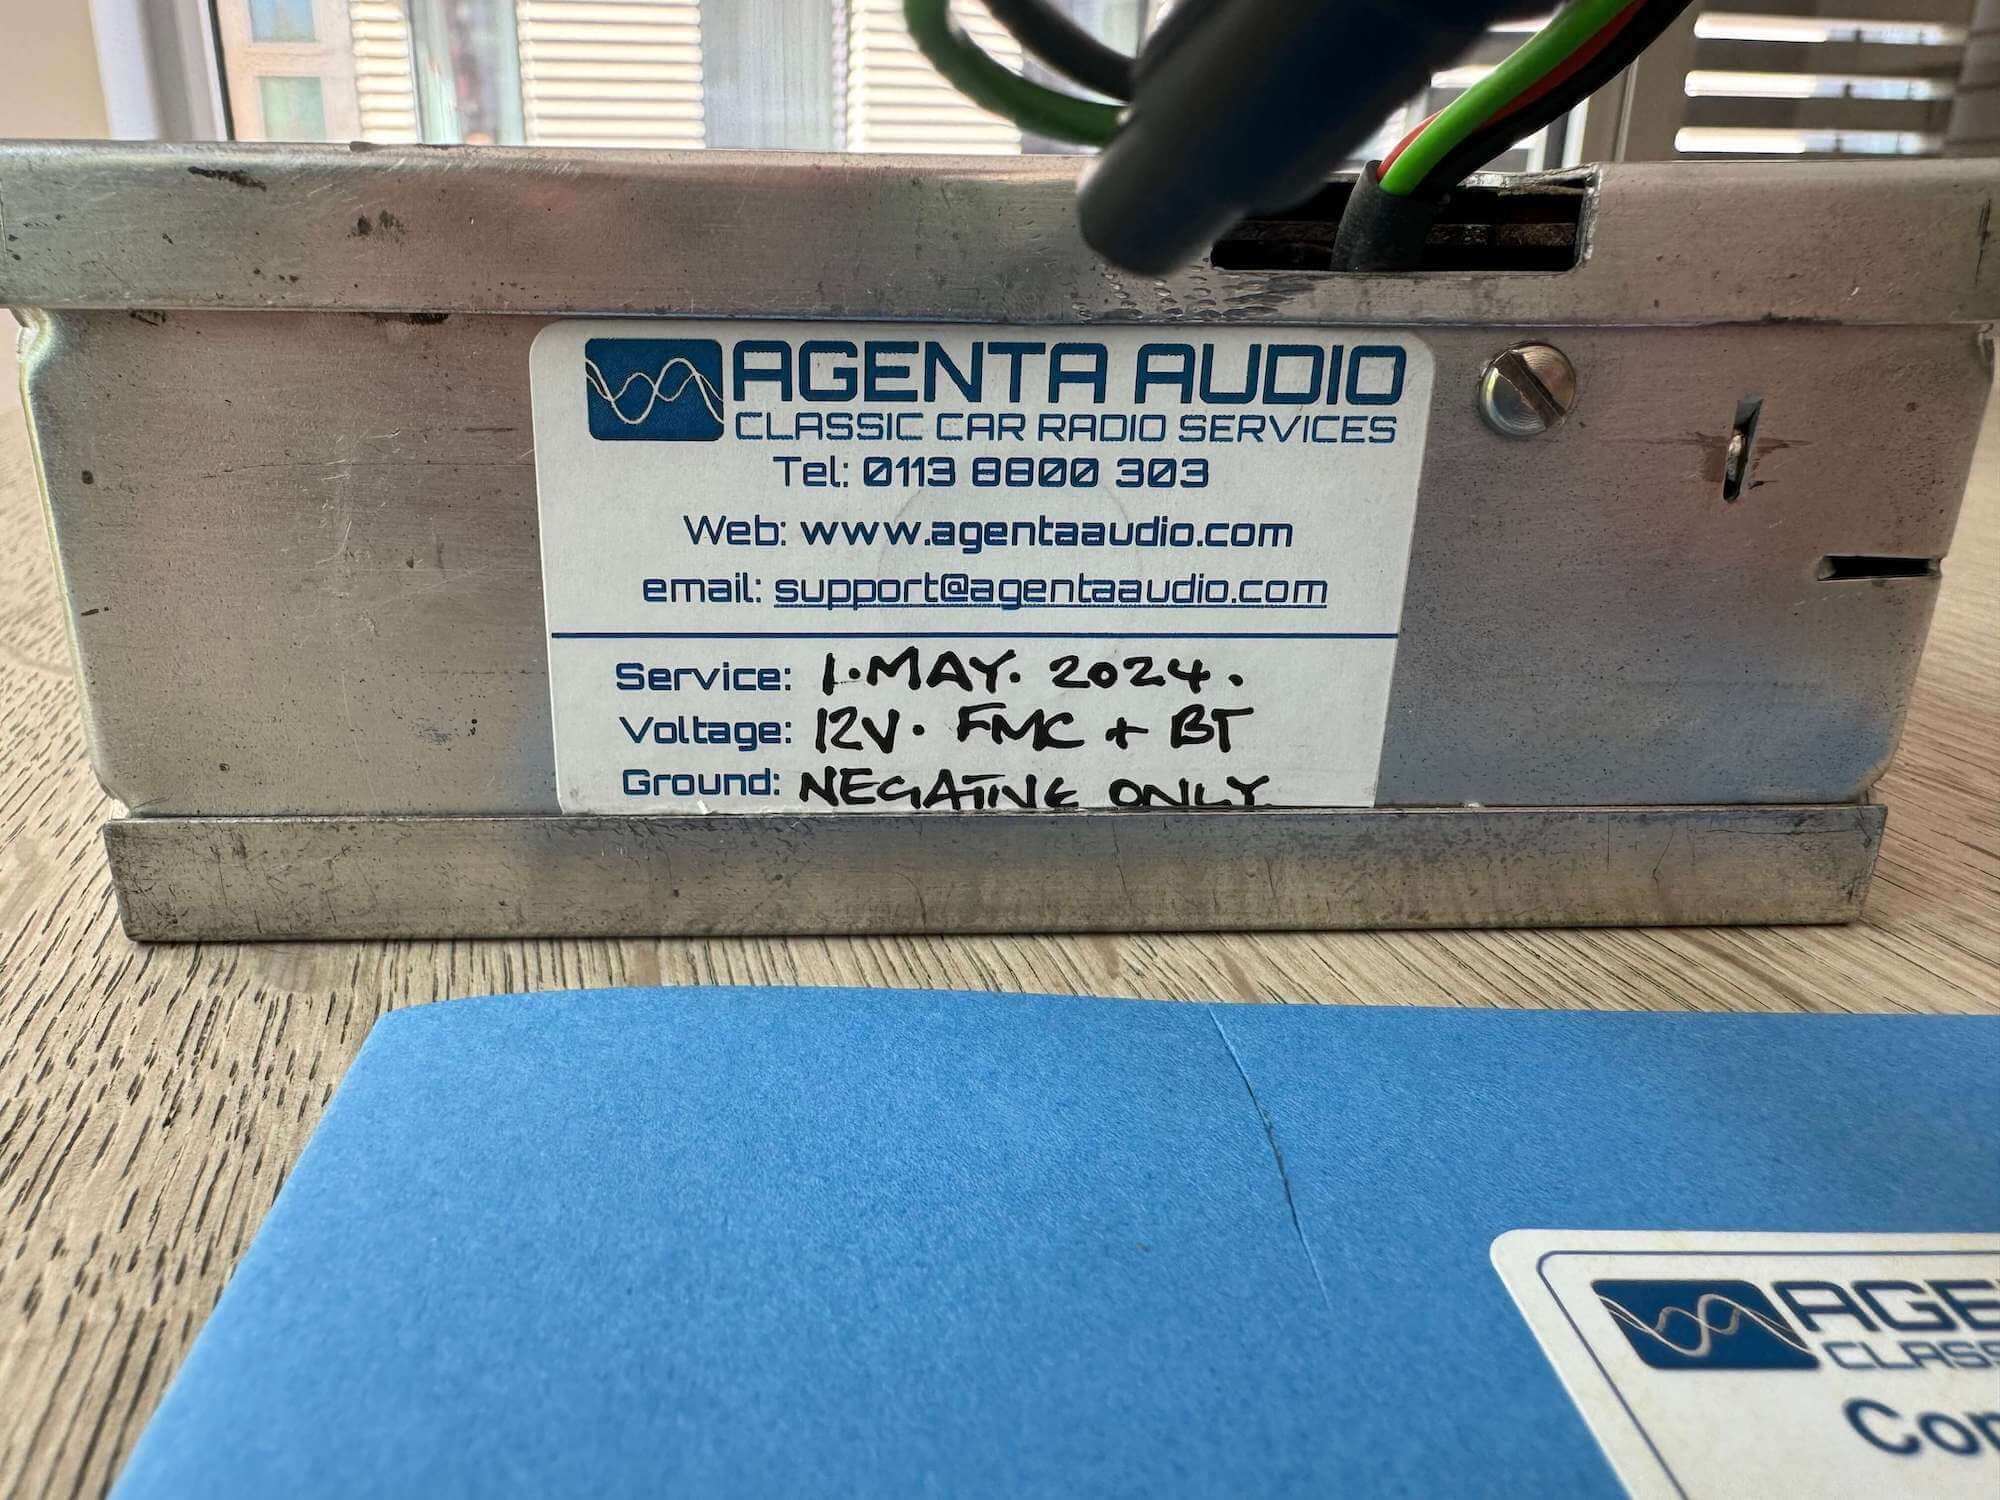 AGENTA AUDIO
CLASSIC CAR RADIO SERVICES
Tel: 0113 8800 303
Web: www.agentaaudio.com
email: support@agentaaudio.com
Service: 1.MAY. 2024.
Voltage: 12V. FMC + BT
Ground: NEGATIVE ONLY
AGE
CLASS
Con